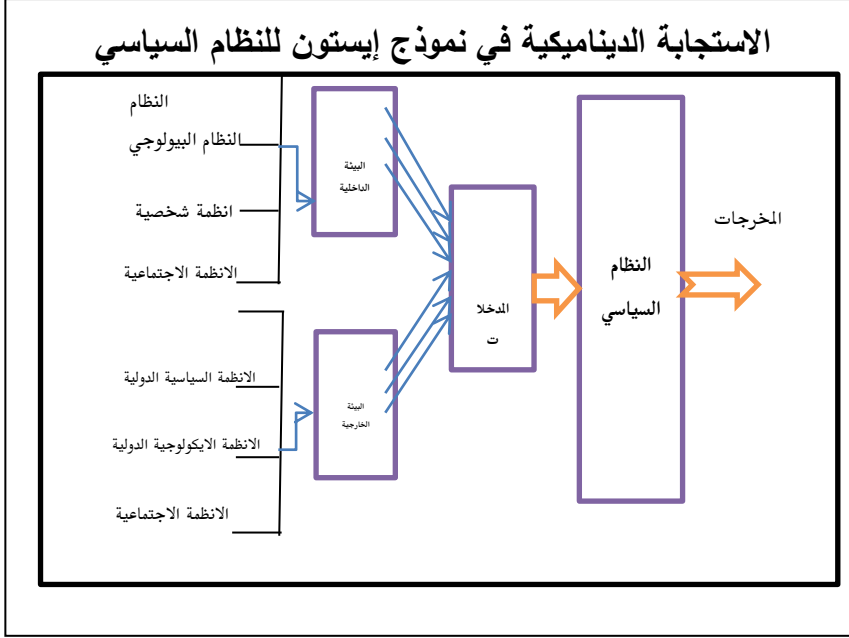 الاستجابة الديناميكية في نموذج إيستون للنظام السياسي
النظام
النظام البيولوجي
انظمة شخصية
الانظمة الاجتماعية
الانظمة السياسية الدولية
الانظمة الايكولوجية الدولية
الانظمة الاجتماعية
البيئة
الداخلية
البيئة
الخارجية
المدخلا
ت
النظام
السياسي
المخرجات